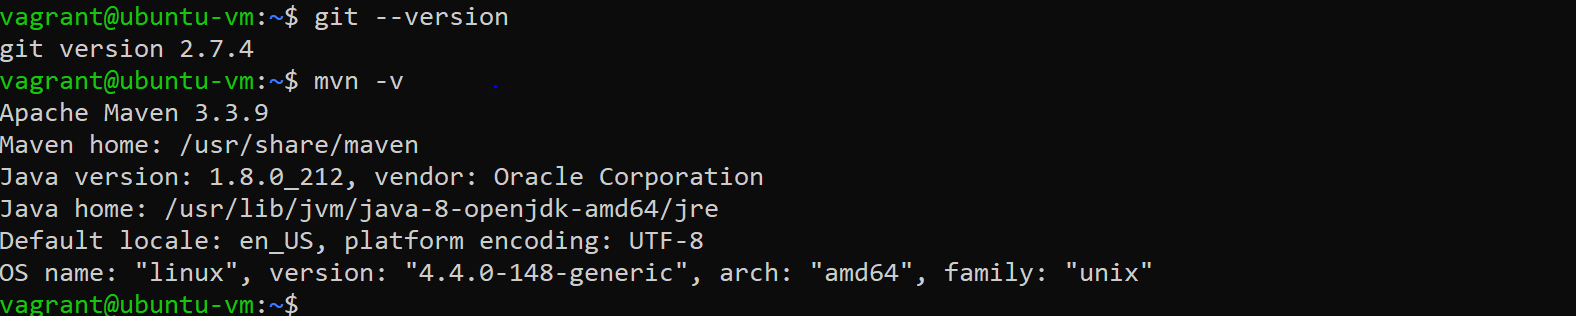 vagrant@ubuntu-vm:~$ git --version
git version 2.7.4
vagrant@ubuntu-vm:~$ mvn -v
Apache Maven 3.3.9
Maven home: /usr/share/maven
Java version: 1.8.0_212, vendor: Oracle Corporation
Java home: /usr/lib/jvm/java-8-openjdk-amd64/jre
Default locale: en_US, platform encoding: UTF-8
OS name: "linux", version: "4.4.0-148-generic", arch: "amd64", family: "unix"
vagrant@ubuntu-vm:~$